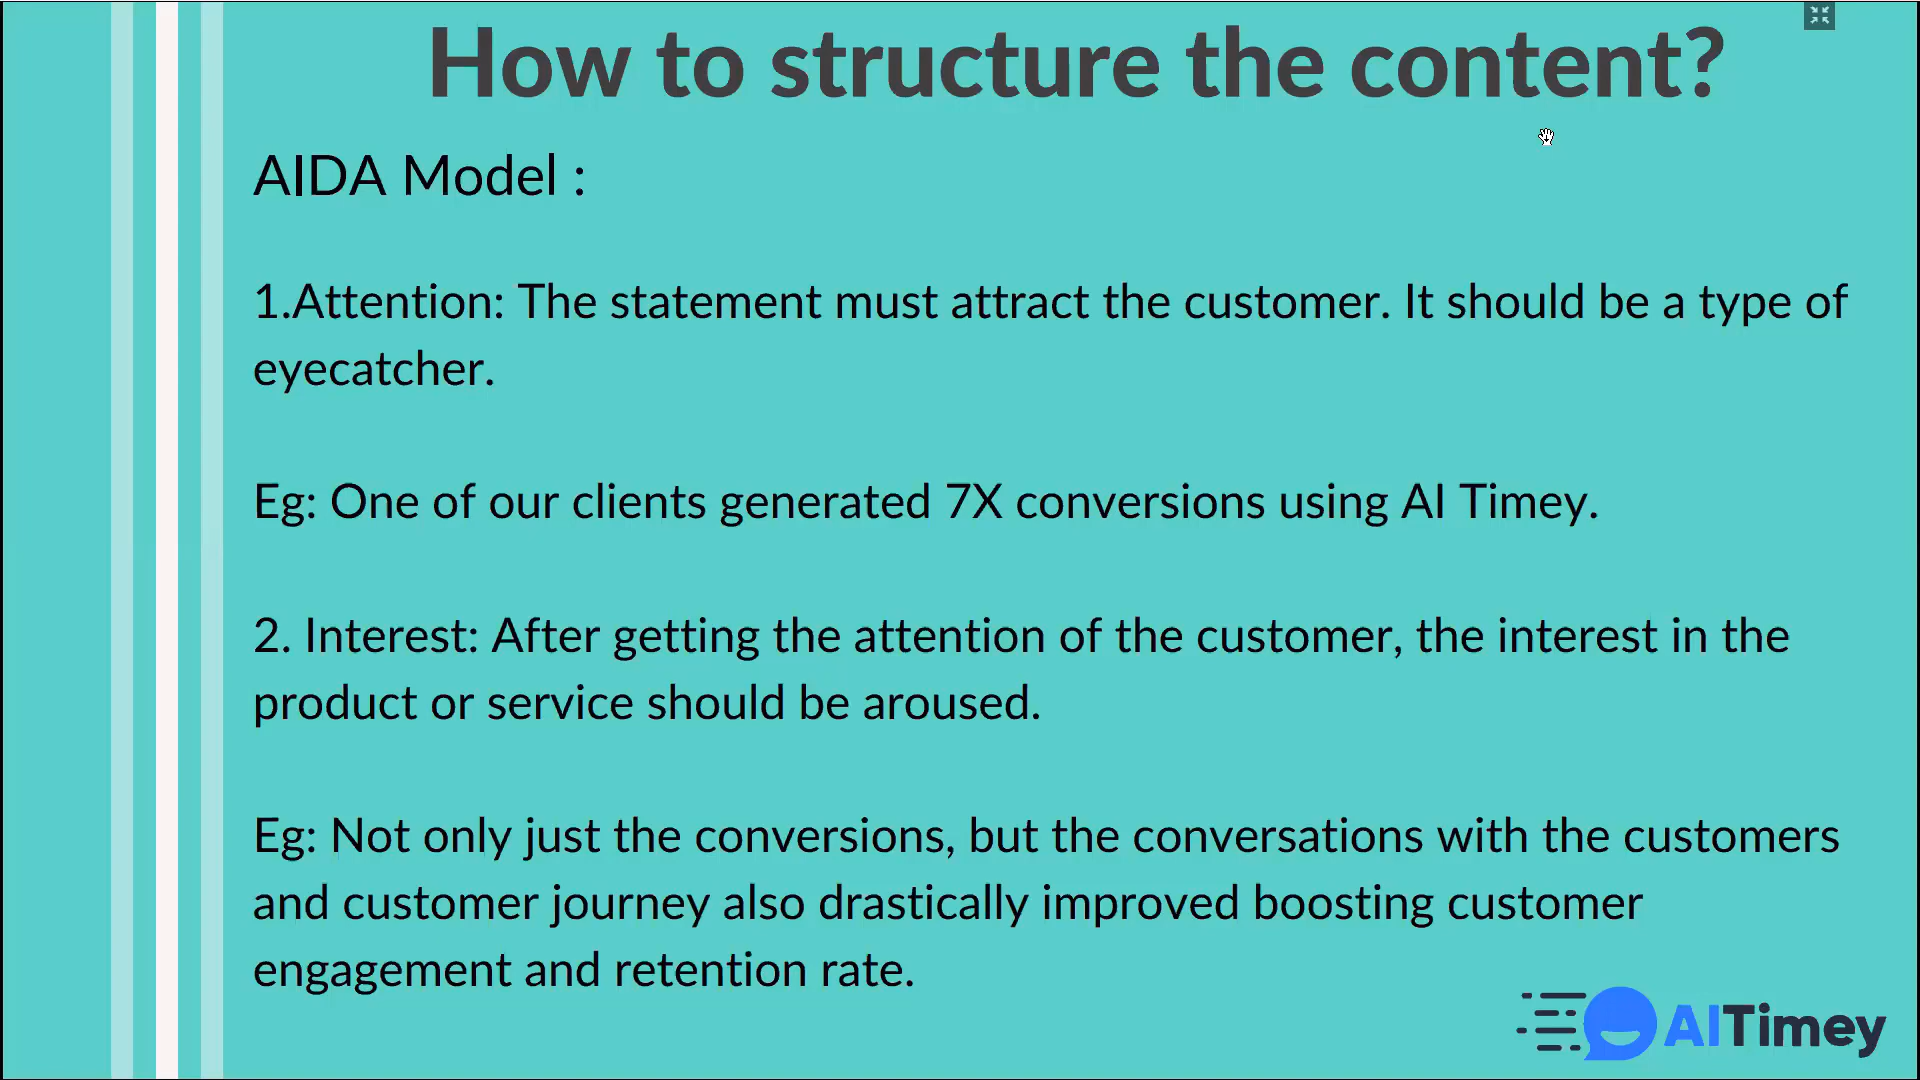 How to structure the content?
AIDA Model :
1.Attention: The statement must attract the customer. It should be a type of
eyecatcher.
Eg: One of our clients generated 7X conversions using AI Timey.
2. Interest: After getting the attention of the customer, the interest in the
product or service should be aroused.
Eg: Not only just the conversions, but the conversations with the customers
and customer journey also drastically improved boosting customer
engagement and retention rate.
AITimey